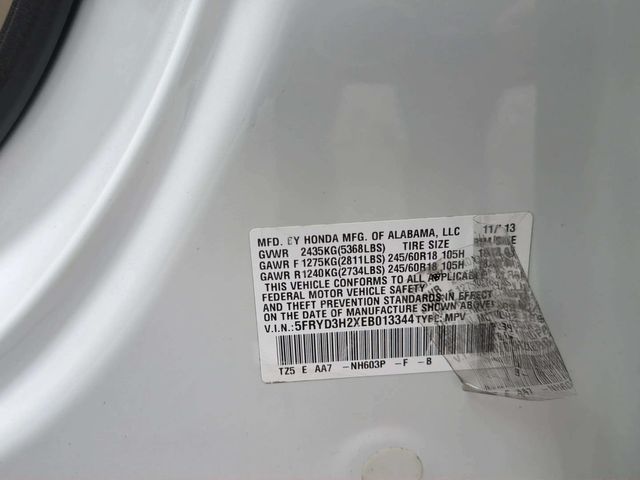 MFD. BY HONDA MFG. OF ALABAMA, LLC 11/ 13
GVWR 2435KG(5368LBS) TIRE SIZE
GAWR F 1275KG(2811LBS) 245/60R18 105H
GAWR R 1240KG(2734LBS) 245/60R18 105H
THIS VEHICLE CONFORMS TO ALL APPLICABLE
FEDERAL MOTOR VEHICLE SAFETY
AND THEFT PREVENTION STANDARDS IN EFFECT
ON THE DATE OF MANUFACTURE SHOWN ABOVE.
V.I.N.: 5FRYD3H2XEB013344 TYPE: MPV
TZ5 E AA7 -NH603P -F -B